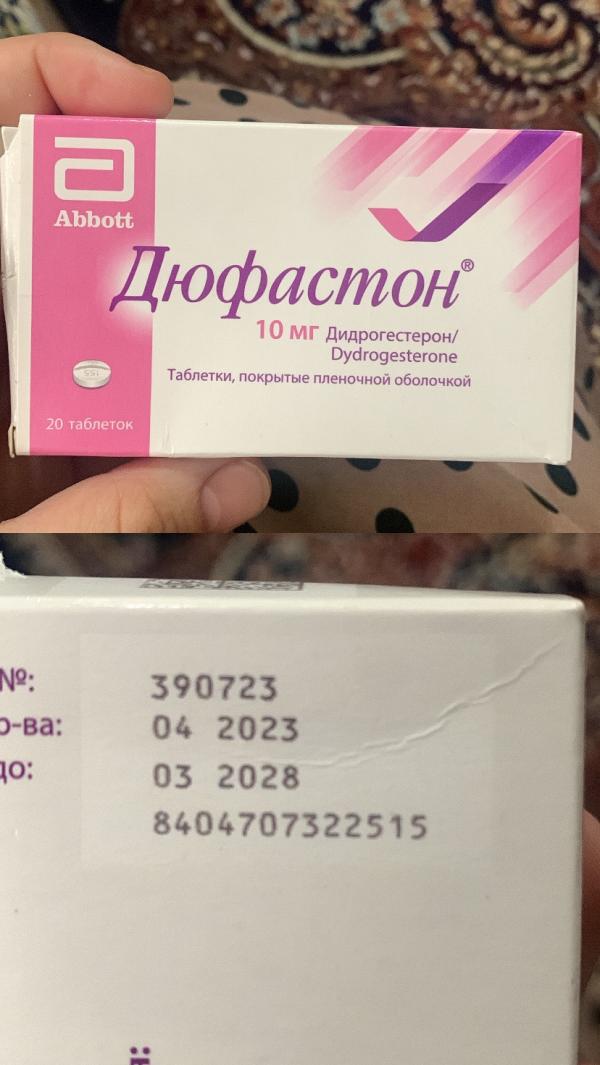 Abbott
Дюфастон®
10 мг Дидрогестерон/
Dydrogesterone
Таблетки, покрытые пленочной оболочкой
155
20 таблеток
№: 390723
р-ва: 04 2023
до: 03 2028
8404707322515